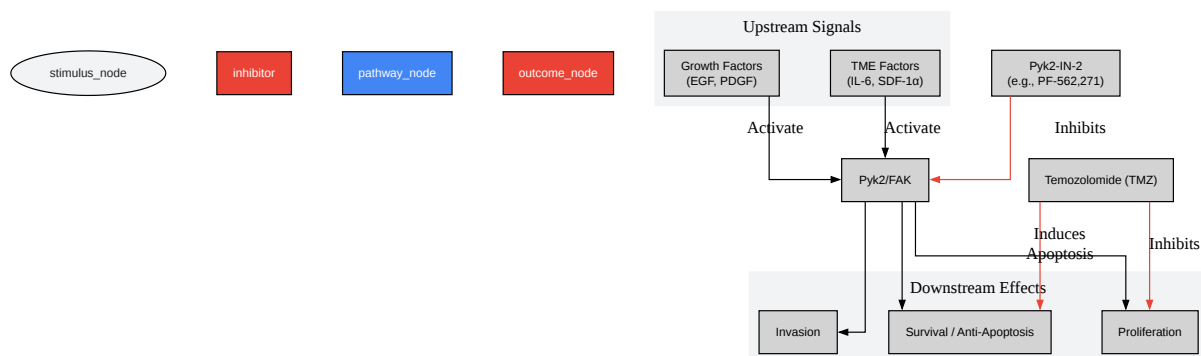 stimulus_node
inhibitor
pathway_node
outcome_node
Upstream Signals
Growth Factors
(EGF, PDGF)
TME Factors
(IL-6, SDF-1α)
Pyk2-IN-2
(e.g., PF-562,271)
Activate
Activate
Inhibits
Pyk2/FAK
Temozolomide (TMZ)
Induces
Apoptosis
Inhibits
Downstream Effects
Invasion
Survival / Anti-Apoptosis
Proliferation